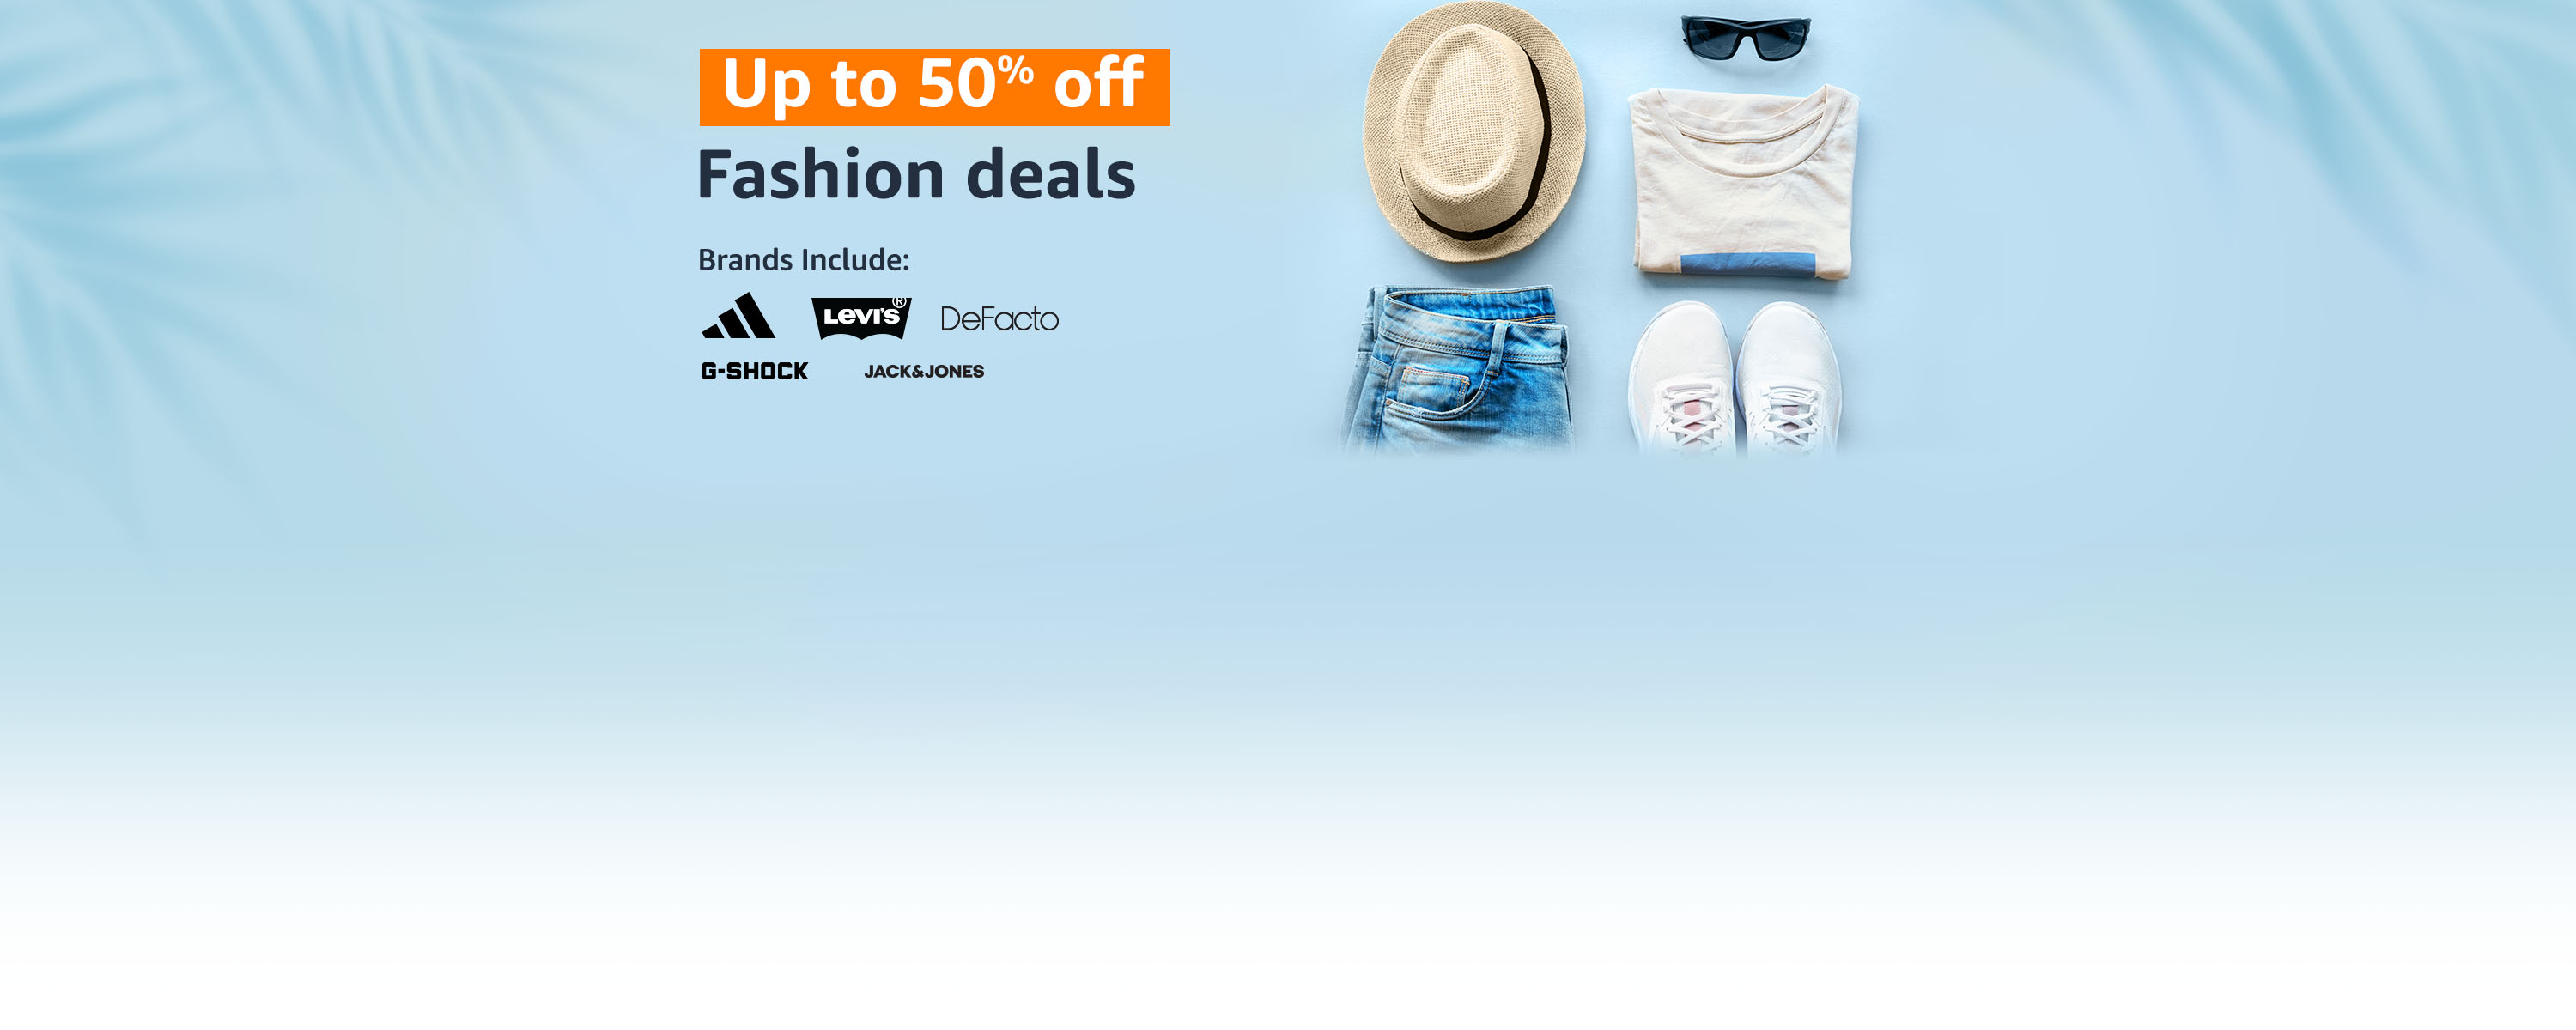 Up to 50% off
Fashion deals
Brands Include:
LEVI'S® DeFacto
G-SHOCK JACK&JONES